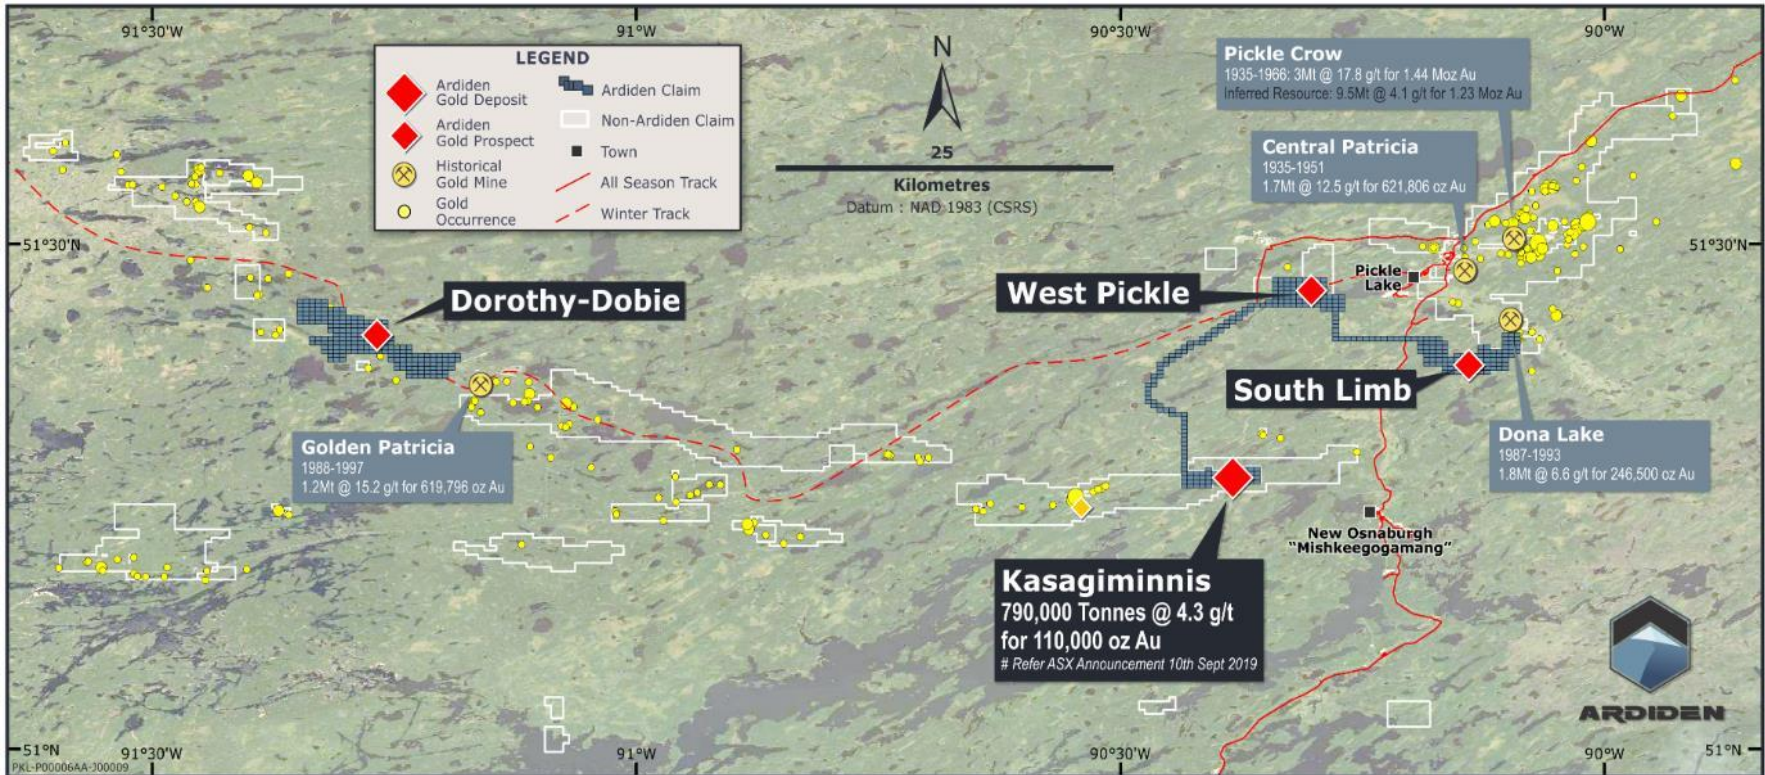 91°30'W
91°W
90°30'W
90°W
LEGEND
Ardiden
Gold Deposit
Ardiden
Gold Prospect
Historical
Gold Mine
Gold
Occurrence
Ardiden Claim
Non-Ardiden Claim
Town
All Season Track
Winter Track
N
25
Kilometres
Datum : NAD 1983 (CSRS)
Pickle Crow
1935-1966: 3Mt @ 17.8 g/t for 1.44 Moz Au
Inferred Resource: 9.5Mt @ 4.1 g/t for 1.23 Moz Au
Central Patricia
1935-1951
1.7Mt @ 12.5 g/t for 621,806 oz Au
51°30'N
51°30'N
Pickle
Lake
Dorothy-Dobie
West Pickle
South Limb
Golden Patricia
1988-1997
1.2Mt @ 15.2 g/t for 619,796 oz Au
Dona Lake
1987-1993
1.8Mt @ 6.6 g/t for 246,500 oz Au
New Osnaburgh
"Mishkeegogamang"
Kasagiminnis
790,000 Tonnes @ 4.3 g/t
for 110,000 oz Au
# Refer ASX Announcement 10th Sept 2019
ARDIDEN
51°N
91°30'W
91°W
90°30'W
90°W
51°N
PKL-P00006AA-J00009